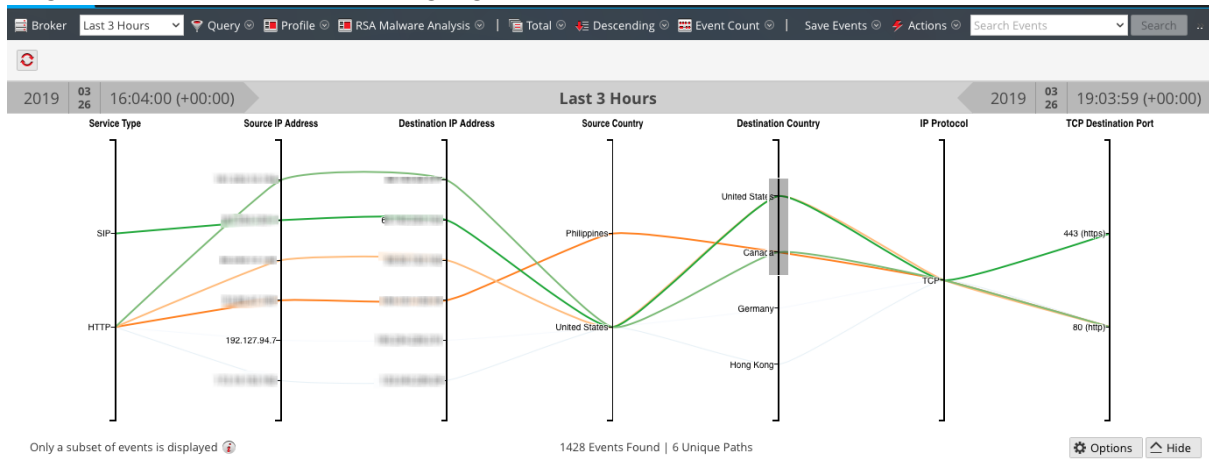 Broker Last 3 Hours Query Profile RSA Malware Analysis | Total Descending Event Count | Save Events Actions Search Events Search ..
2019 03 26 16:04:00 (+00:00) Last 3 Hours 2019 03 26 19:03:59 (+00:00)
Service Type Source IP Address Destination IP Address Source Country Destination Country IP Protocol TCP Destination Port
United States
SIP Philippines 443 (https)
Canada
TCP
Germany
HTTP United States 80 (http)
192.127.94.7
Hong Kong
Only a subset of events is displayed 1428 Events Found | 6 Unique Paths Options Hide